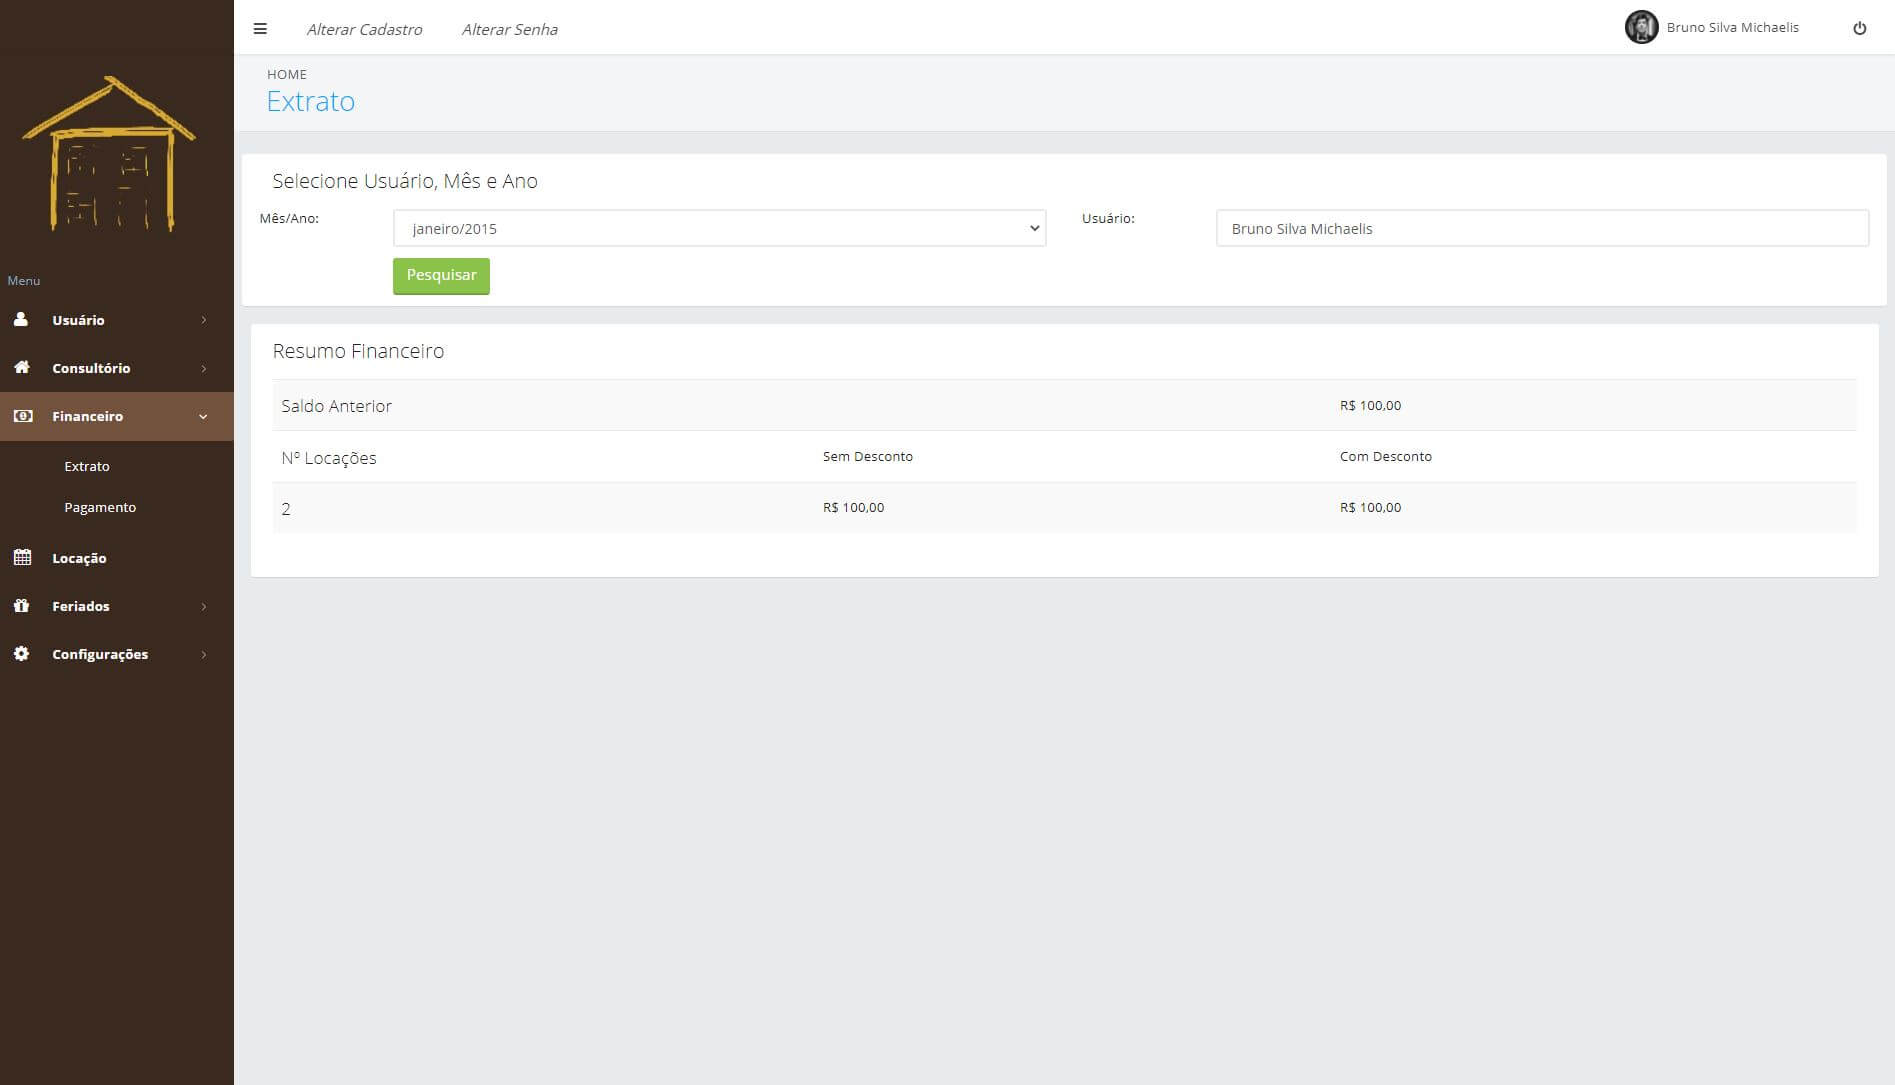 Alterar Cadastro Alterar Senha Bruno Silva Michaelis
HOME
Extrato
Menu
Usuário
Consultório
Financeiro
Extrato
Pagamento
Locação
Feriados
Configurações
Selecione Usuário, Mês e Ano
Mês/Ano: janeiro/2015 Usuário: Bruno Silva Michaelis
Pesquisar
Resumo Financeiro
Saldo Anterior R$ 100,00
Nº Locações Sem Desconto Com Desconto
2 R$ 100,00 R$ 100,00